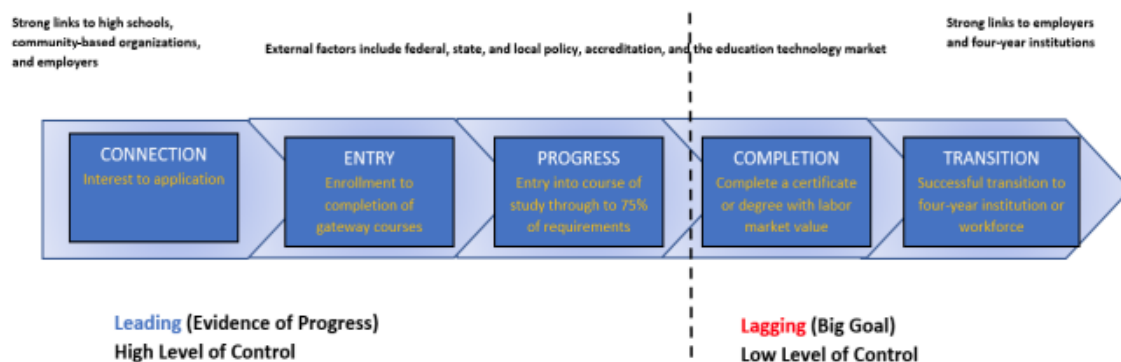 Strong links to high schools,
community-based organizations,
and employers
External factors include federal, state, and local policy, accreditation, and the education technology market
Strong links to employers
and four-year institutions
CONNECTION
Interest to application
ENTRY
Enrollment to
completion of
gateway courses
PROGRESS
Entry into course of
study through to 75%
of requirements
COMPLETION
Complete a certificate
or degree with labor
market value
TRANSITION
Successful transition to
four-year institution or
workforce
Leading (Evidence of Progress)
High Level of Control
Lagging (Big Goal)
Low Level of Control